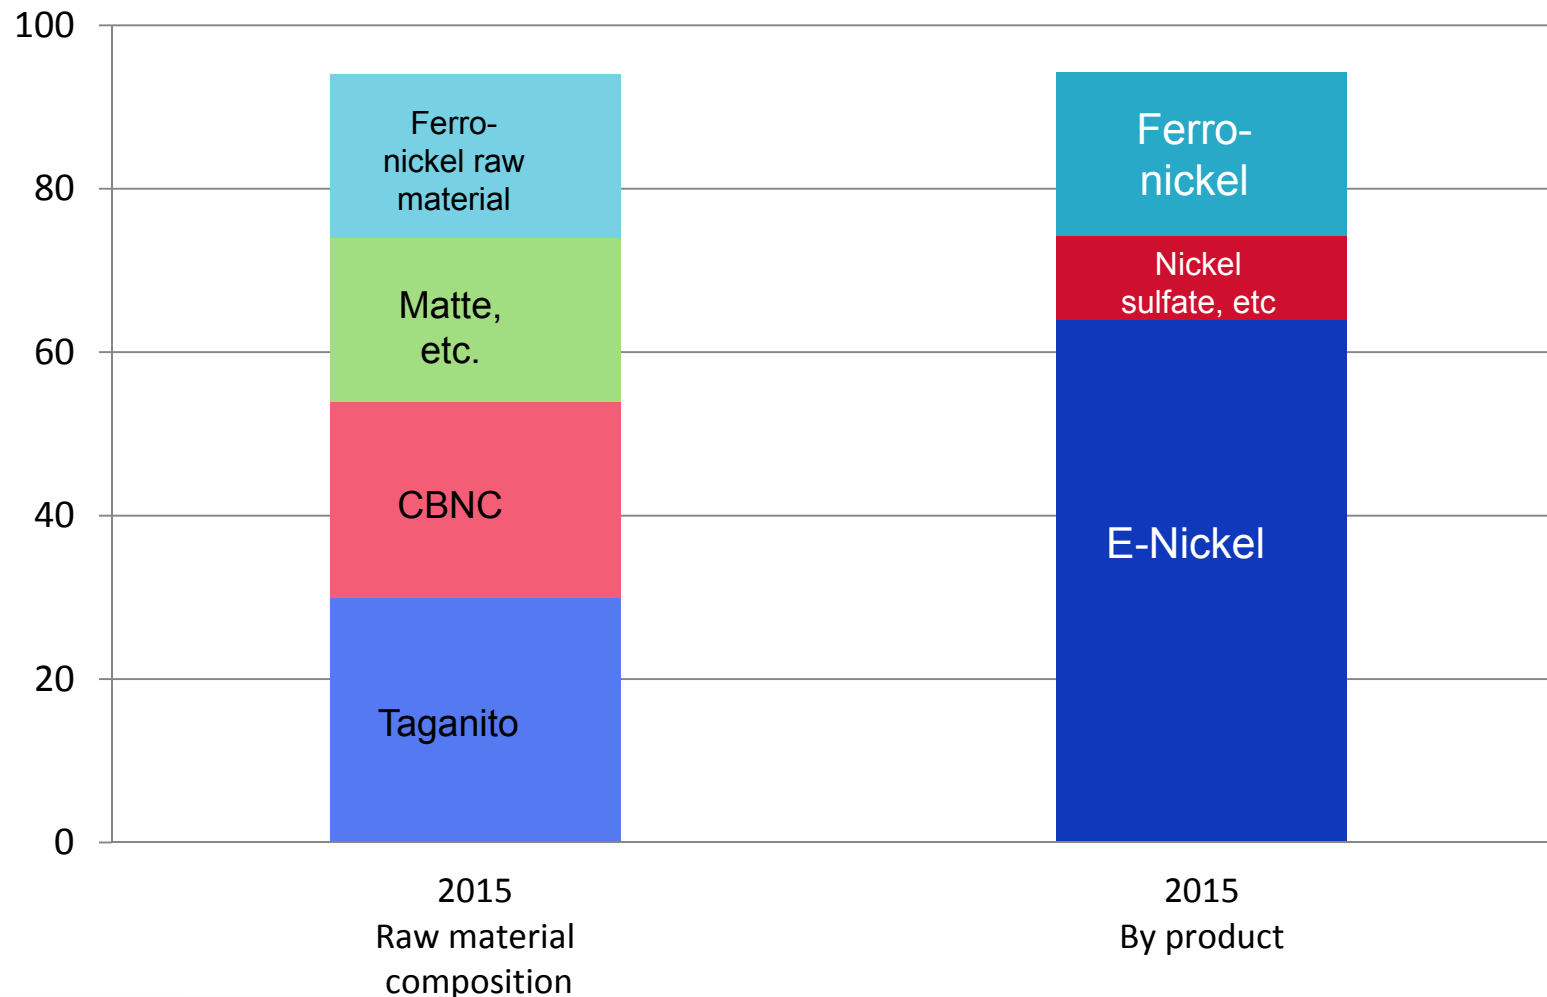 100
80
60
40
20
0
Ferro-
nickel raw
material
Matte,
etc.
CBNC
Taganito
Ferro-
nickel
Nickel
sulfate, etc
E-Nickel
2015
Raw material
composition
2015
By product